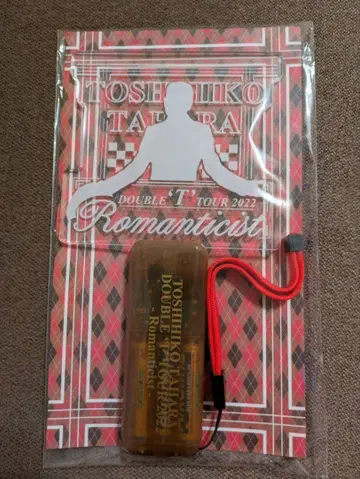 TOSHIHIKO
TAHARA
DOUBLE 'T' TOUR 2022
Romanticist
TOSHIHIKO TAHARA
DOUBLE 'T' TOUR 2022
- Romanticist -